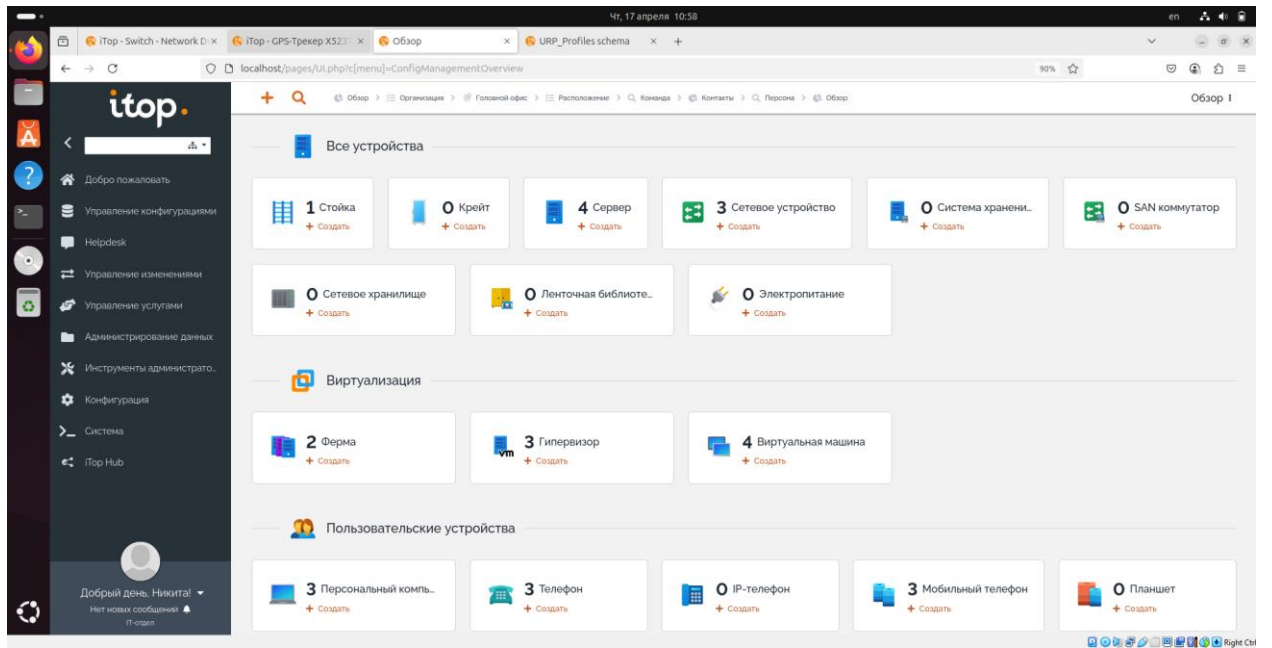 Чт, 17 апреля 10:58
en
iTop - Switch - Network D
iTop - GPS-Трекер X523
Обзор
URP_Profiles schema
localhost/pages/UI.php?c[menu]=ConfigManagementOverview
90%
itop.
Обзор > Организация > Головной офис > Расположение > Команда > Контакты > Персона > Обзор
Обзор
Добро пожаловать
Управление конфигурациями
Helpdesk
Управление изменениями
Управление услугами
Администрирование данных
Инструменты администрато..
Конфигурация
Система
iTop Hub
Добрый день, Никита!
Нет новых сообщений
IT-отдел
Все устройства
1 Стойка
+ Создать
0 Крейт
+ Создать
4 Сервер
+ Создать
3 Сетевое устройство
+ Создать
0 Система хранени..
+ Создать
0 SAN коммутатор
+ Создать
0 Сетевое хранилище
+ Создать
0 Ленточная библиоте..
+ Создать
0 Электропитание
+ Создать
Виртуализация
2 Ферма
+ Создать
3 Гипервизор
+ Создать
vm
4 Виртуальная машина
+ Создать
Пользовательские устройства
3 Персональный компь..
+ Создать
3 Телефон
+ Создать
0 IP-телефон
+ Создать
3 Мобильный телефон
+ Создать
0 Планшет
+ Создать
Right Ctrl